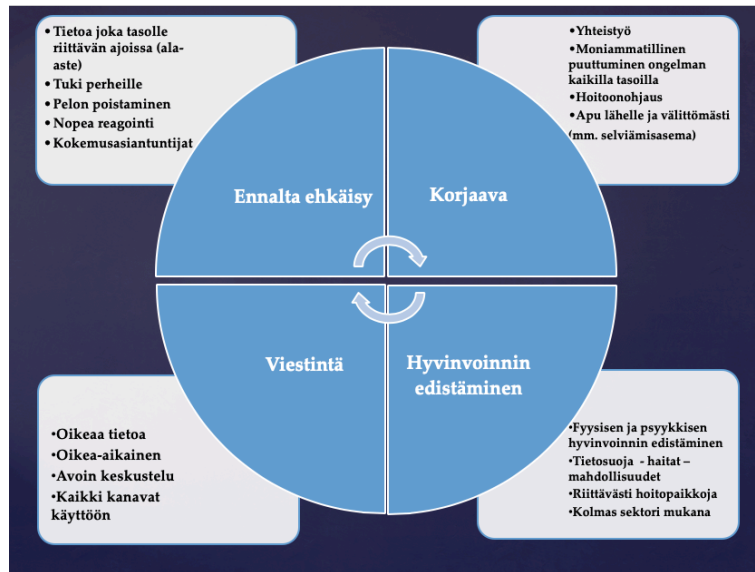 • Tietoa joka tasolle
riittävän ajoissa (ala-
aste)
• Tuki perheille
• Pelon poistaminen
• Nopea reagointi
• Kokemusasiantuntijat
• Yhteistyö
• Moniammatillinen
puuttuminen ongelman
kaikilla tasoilla
• Hoitoonohjaus
• Apu lähelle ja välittömästi
(mm. selviämisasema)
Ennalta ehkäisy
Korjaava
Viestintä
Hyvinvoinnin
edistäminen
•Oikeaa tietoa
•Oikea-aikainen
•Avoin keskustelu
•Kaikki kanavat
käyttöön
•Fyysisen ja psyykkisen
hyvinvoinnin edistäminen
•Tietosuoja - haitat –
mahdollisuudet
•Riittävästi hoitopaikkoja
•Kolmas sektori mukana